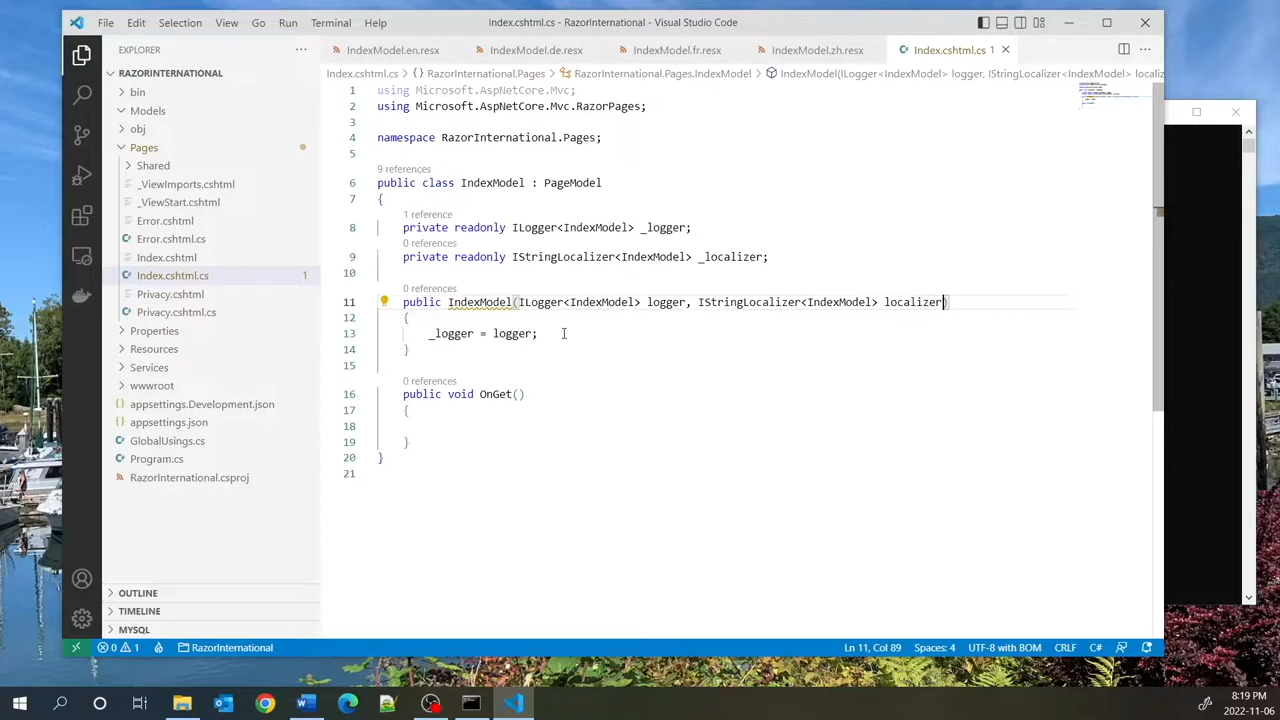 File Edit Selection View Go Run Terminal Help
Index.cshtml.cs - RazorInternational - Visual Studio Code
EXPLORER
IndexModel.en.resx IndexModel.de.resx IndexModel.fr.resx IndexModel.zh.resx Index.cshtml.cs 1
RAZORINTERNATIONAL
bin
Models
obj
Pages
Shared
_ViewImports.cshtml
_ViewStart.cshtml
Error.cshtml
Error.cshtml.cs
Index.cshtml
Index.cshtml.cs 1
Privacy.cshtml
Privacy.cshtml.cs
Properties
Resources
Services
wwwroot
appsettings.Development.json
appsettings.json
GlobalUsings.cs
Program.cs
RazorInternational.csproj
OUTLINE
TIMELINE
MYSQL
Index.cshtml.cs > {} RazorInternational.Pages > RazorInternational.Pages.IndexModel > IndexModel(ILogger<IndexModel> logger, IStringLocalizer<IndexModel> localiz
1 using Microsoft.AspNetCore.Mvc;
2 using Microsoft.AspNetCore.Mvc.RazorPages;
3
4 namespace RazorInternational.Pages;
5
9 references
6 public class IndexModel : PageModel
7 {
1 reference
8 private readonly ILogger<IndexModel> _logger;
0 references
9 private readonly IStringLocalizer<IndexModel> _localizer;
10
0 references
11 public IndexModel(ILogger<IndexModel> logger, IStringLocalizer<IndexModel> localizer)
12 {
13 _logger = logger;
14 }
15
0 references
16 public void OnGet()
17 {
18
19 }
20 }
21
0 1 RazorInternational
Ln 11, Col 89 Spaces: 4 UTF-8 with BOM CRLF C#
8:19 PM
2022-11-06